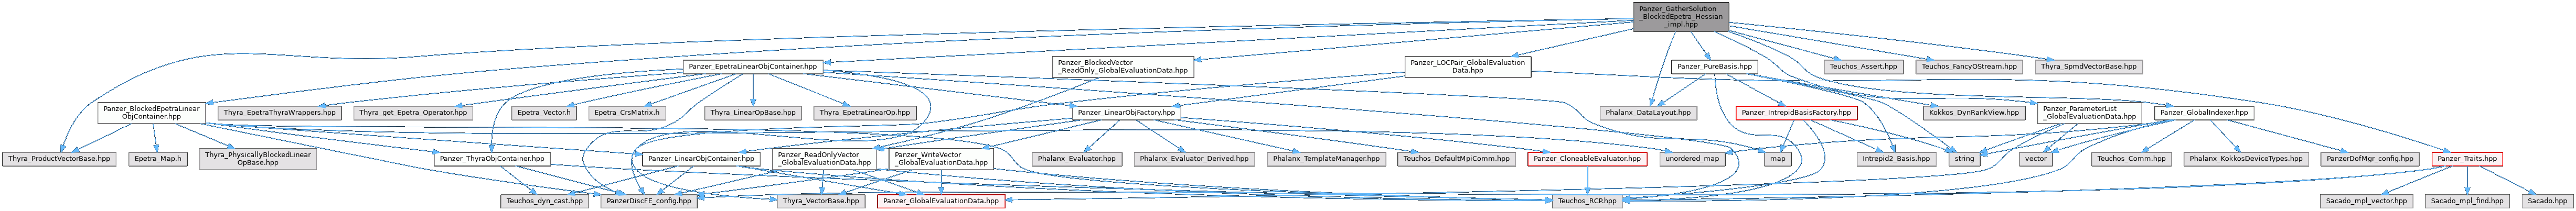 Panzer_GatherSolution
_BlockedEpetra_Hessian
_impl.hpp
Panzer_EpetraLinearObjContainer.hpp
Panzer_BlockedVector
_ReadOnly_GlobalEvaluationData.hpp
Panzer_LOCPair_GlobalEvaluation
Data.hpp
Panzer_PureBasis.hpp
Teuchos_Assert.hpp
Teuchos_FancyOStream.hpp
Thyra_SpmdVectorBase.hpp
Panzer_BlockedEpetraLinear
ObjContainer.hpp
Thyra_EpetraThyraWrappers.hpp
Thyra_get_Epetra_Operator.hpp
Epetra_Vector.h
Epetra_CrsMatrix.h
Thyra_LinearOpBase.hpp
Thyra_EpetraLinearOp.hpp
Panzer_LinearObjFactory.hpp
Phalanx_DataLayout.hpp
Panzer_IntrepidBasisFactory.hpp
Kokkos_DynRankView.hpp
Panzer_ParameterList
_GlobalEvaluationData.hpp
Panzer_GlobalIndexer.hpp
Thyra_ProductVectorBase.hpp
Epetra_Map.h
Thyra_PhysicallyBlockedLinear
OpBase.hpp
Panzer_ThyraObjContainer.hpp
Panzer_LinearObjContainer.hpp
Panzer_ReadOnlyVector
_GlobalEvaluationData.hpp
Panzer_WriteVector
_GlobalEvaluationData.hpp
Phalanx_Evaluator.hpp
Phalanx_Evaluator_Derived.hpp
Phalanx_TemplateManager.hpp
Teuchos_DefaultMpiComm.hpp
Panzer_CloneableEvaluator.hpp
unordered_map
map
Intrepid2_Basis.hpp
string
vector
Teuchos_Comm.hpp
Phalanx_KokkosDeviceTypes.hpp
PanzerDofMgr_config.hpp
Panzer_Traits.hpp
Teuchos_dyn_cast.hpp
PanzerDiscFE_config.hpp
Thyra_VectorBase.hpp
Panzer_GlobalEvaluationData.hpp
Teuchos_RCP.hpp
Sacado_mpl_vector.hpp
Sacado_mpl_find.hpp
Sacado.hpp